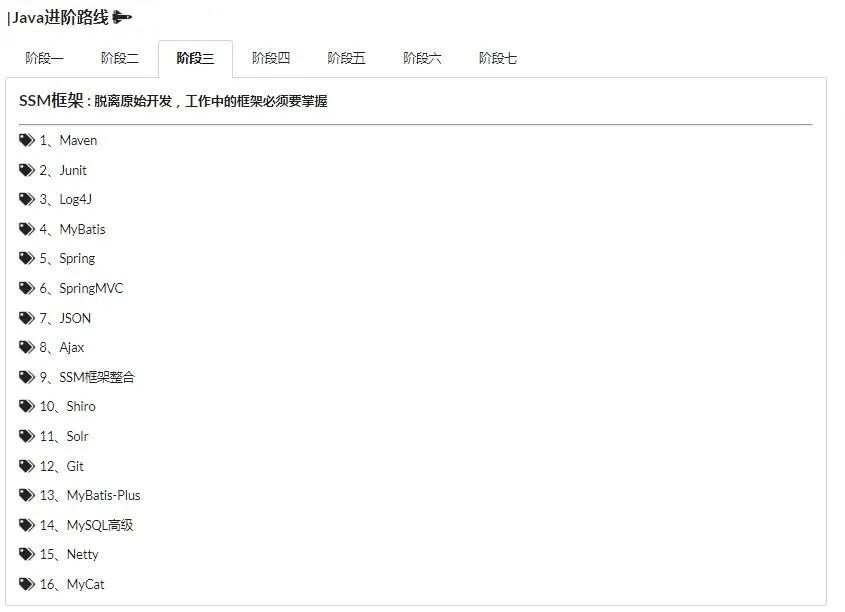 |Java进阶路线
阶段一 阶段二 阶段三 阶段四 阶段五 阶段六 阶段七
SSM框架 : 脱离原始开发，工作中的框架必须要掌握
1、Maven
2、Junit
3、Log4J
4、MyBatis
5、Spring
6、SpringMVC
7、JSON
8、Ajax
9、SSM框架整合
10、Shiro
11、Solr
12、Git
13、MyBatis-Plus
14、MySQL高级
15、Netty
16、MyCat